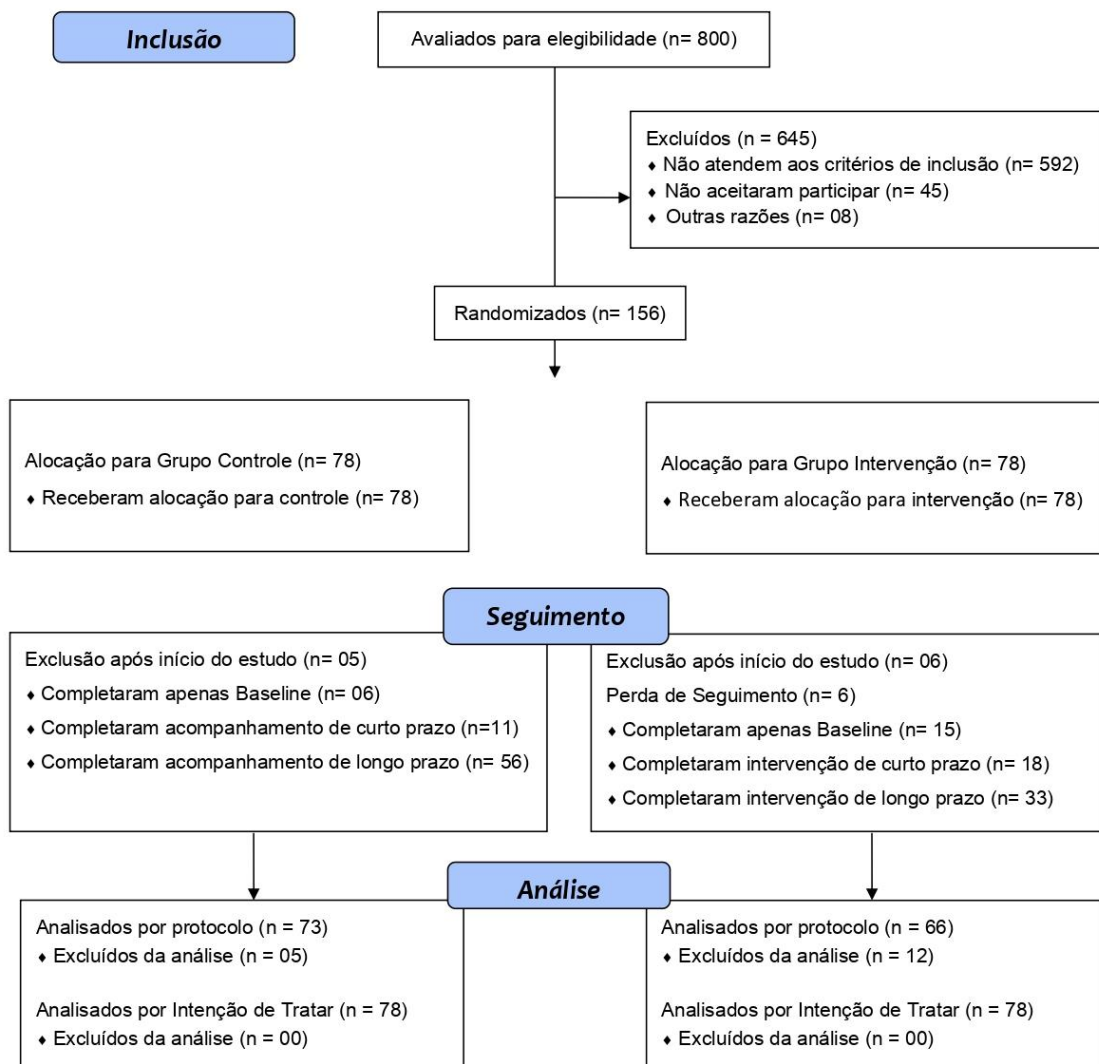 Inclusão
Avaliados para elegibilidade (n= 800)
Excluídos (n = 645)
♦ Não atendem aos critérios de inclusão (n= 592)
♦ Não aceitaram participar (n= 45)
♦ Outras razões (n= 08)
Randomizados (n= 156)
Alocação para Grupo Controle (n= 78)
♦ Receberam alocação para controle (n= 78)
Alocação para Grupo Intervenção (n= 78)
♦ Receberam alocação para intervenção (n= 78)
Seguimento
Exclusão após início do estudo (n= 05)
♦ Completaram apenas Baseline (n= 06)
♦ Completaram acompanhamento de curto prazo (n=11)
♦ Completaram acompanhamento de longo prazo (n= 56)
Exclusão após início do estudo (n= 06)
Perda de Seguimento (n= 6)
♦ Completaram apenas Baseline (n= 15)
♦ Completaram intervenção de curto prazo (n= 18)
♦ Completaram intervenção de longo prazo (n= 33)
Análise
Analisados por protocolo (n = 73)
♦ Excluídos da análise (n = 05)
Analisados por Intenção de Tratar (n = 78)
♦ Excluídos da análise (n = 00)
Analisados por protocolo (n = 66)
♦ Excluídos da análise (n = 12)
Analisados por Intenção de Tratar (n = 78)
♦ Excluídos da análise (n = 00)